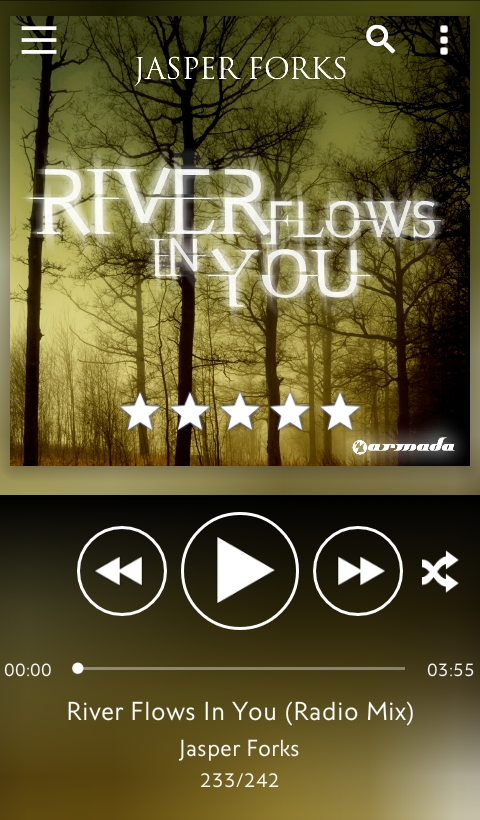 JASPER FORKS
RIVER FLOWS
IN YOU
armada
00:00
03:55
River Flows In You (Radio Mix)
Jasper Forks
233/242